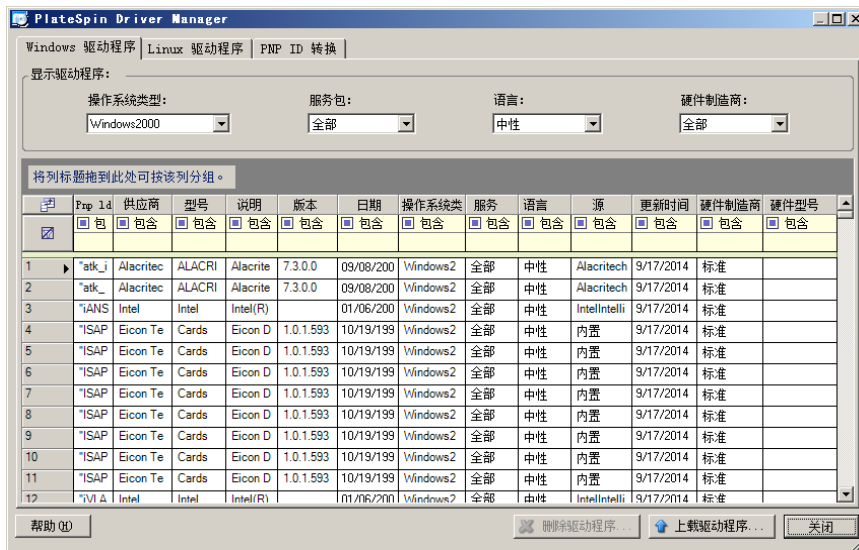 PlateSpin Driver Manager
Windows 驱动程序 Linux 驱动程序 PNP ID 转换
显示驱动程序:
操作系统类型: 服务包: 语言: 硬件制造商:
Windows2000 全部 中性 全部
将列标题拖到此处可按该列分组。
Pnp Id 供应商 型号 说明 版本 日期 操作系统类 服务 语言 源 更新时间 硬件制造商 硬件型号
包 包含 包含 包含 包含 包含 包含 包含 包含 包含 包含 包含 包含
1 "atk_i Alacritec ALACRI Alacrite 7.3.0.0 09/08/200 Windows2 全部 中性 Alacritech 9/17/2014 标准
2 "atk_ Alacritec ALACRI Alacrite 7.3.0.0 09/08/200 Windows2 全部 中性 Alacritech 9/17/2014 标准
3 "iANS Intel Intel Intel(R) 01/06/200 Windows2 全部 中性 IntelIntelli 9/17/2014 标准
4 "ISAP Eicon Te Cards Eicon D 1.0.1.593 10/19/199 Windows2 全部 中性 内置 9/17/2014 标准
5 "ISAP Eicon Te Cards Eicon D 1.0.1.593 10/19/199 Windows2 全部 中性 内置 9/17/2014 标准
6 "ISAP Eicon Te Cards Eicon D 1.0.1.593 10/19/199 Windows2 全部 中性 内置 9/17/2014 标准
7 "ISAP Eicon Te Cards Eicon D 1.0.1.593 10/19/199 Windows2 全部 中性 内置 9/17/2014 标准
8 "ISAP Eicon Te Cards Eicon D 1.0.1.593 10/19/199 Windows2 全部 中性 内置 9/17/2014 标准
9 "ISAP Eicon Te Cards Eicon D 1.0.1.593 10/19/199 Windows2 全部 中性 内置 9/17/2014 标准
10 "ISAP Eicon Te Cards Eicon D 1.0.1.593 10/19/199 Windows2 全部 中性 内置 9/17/2014 标准
11 "ISAP Eicon Te Cards Eicon D 1.0.1.593 10/19/199 Windows2 全部 中性 内置 9/17/2014 标准
12 "iVLA Intel Intel Intel(R) 01/06/200 Windows2 全部 中性 IntelIntelli 9/17/2014 标准
帮助(H) 删除驱动程序... 上载驱动程序... 关闭